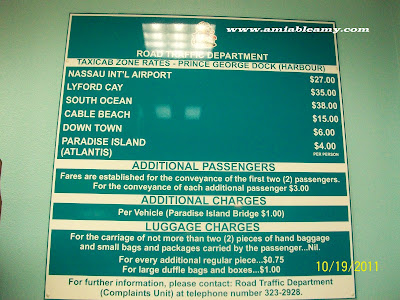 www.amiableamy.com
ROAD TRAFFIC DEPARTMENT
TAXICAB ZONE RATES - PRINCE GEORGE DOCK (HARBOUR)
NASSAU INT'L AIRPORT $27.00
LYFORD CAY $35.00
SOUTH OCEAN $38.00
CABLE BEACH $15.00
DOWN TOWN $6.00
PARADISE ISLAND $4.00
(ATLANTIS) PER PERSON
ADDITIONAL PASSENGERS
Fares are established for the conveyance of the first two (2) passengers.
For the conveyance of each additional passenger $3.00
ADDITIONAL CHARGES
Per Vehicle (Paradise Island Bridge $1.00)
LUGGAGE CHARGES
For the carriage of not more than two (2) pieces of hand baggage
and small bags and packages carried by the passenger...Nil.
For every additional regular piece...$0.75
For large duffle bags and boxes...$1.00
For further information, please contact: Road Traffic Department
(Complaints Unit) at telephone number 323-2928.
10/19/2011